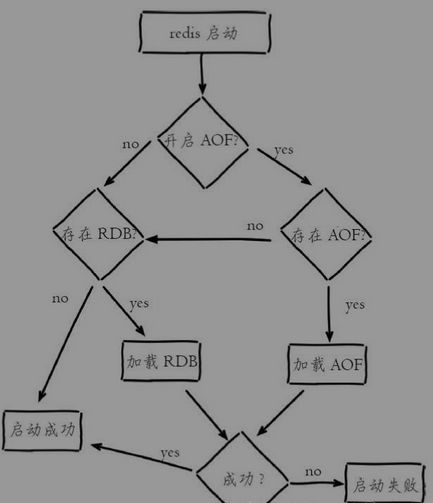 redis 启动
开启 AOF?
no
yes
存在 RDB?
no
存在 AOF?
no
yes
yes
加载 RDB
加载 AOF
启动成功
yes
成功？
no
启动失败